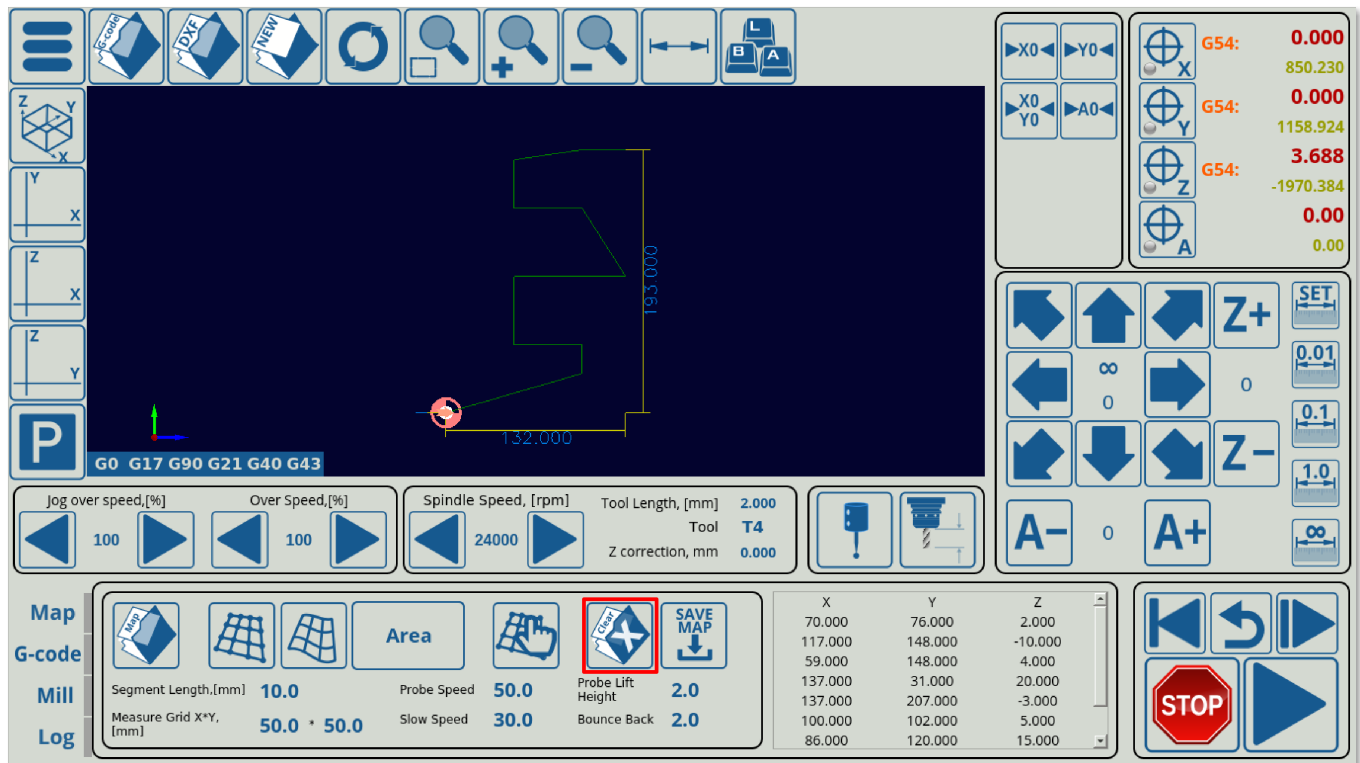 G-code
DXF
NEW
L
B A
X0 Y0
X0
Y0
A0
X G54: 0.000
850.230
Y G54: 0.000
1158.924
Z G54: 3.688
-1970.384
A 0.00
0.00
Z Y
X
Y
X
Z
X
Z
Y
P
193.000
132.000
G0 G17 G90 G21 G40 G43
Z+
SET
∞
0
0
0.01
0.1
Z-
1.0
A-
0
A+
∞
Jog over speed,[%]
100
Over Speed,[%]
100
Spindle Speed, [rpm]
24000
Tool Length, [mm] 2.000
Tool T4
Z correction, mm 0.000
Map
G-code
Mill
Log
Map
Area
Clear
X
SAVE
MAP
Segment Length,[mm] 10.0
Measure Grid X*Y,
[mm]
50.0 * 50.0
Probe Speed 50.0
Slow Speed 30.0
Probe Lift
Height
2.0
Bounce Back 2.0
X Y Z
70.000 76.000 2.000
117.000 148.000 -10.000
59.000 148.000 4.000
137.000 31.000 20.000
137.000 207.000 -3.000
100.000 102.000 5.000
86.000 120.000 15.000
STOP